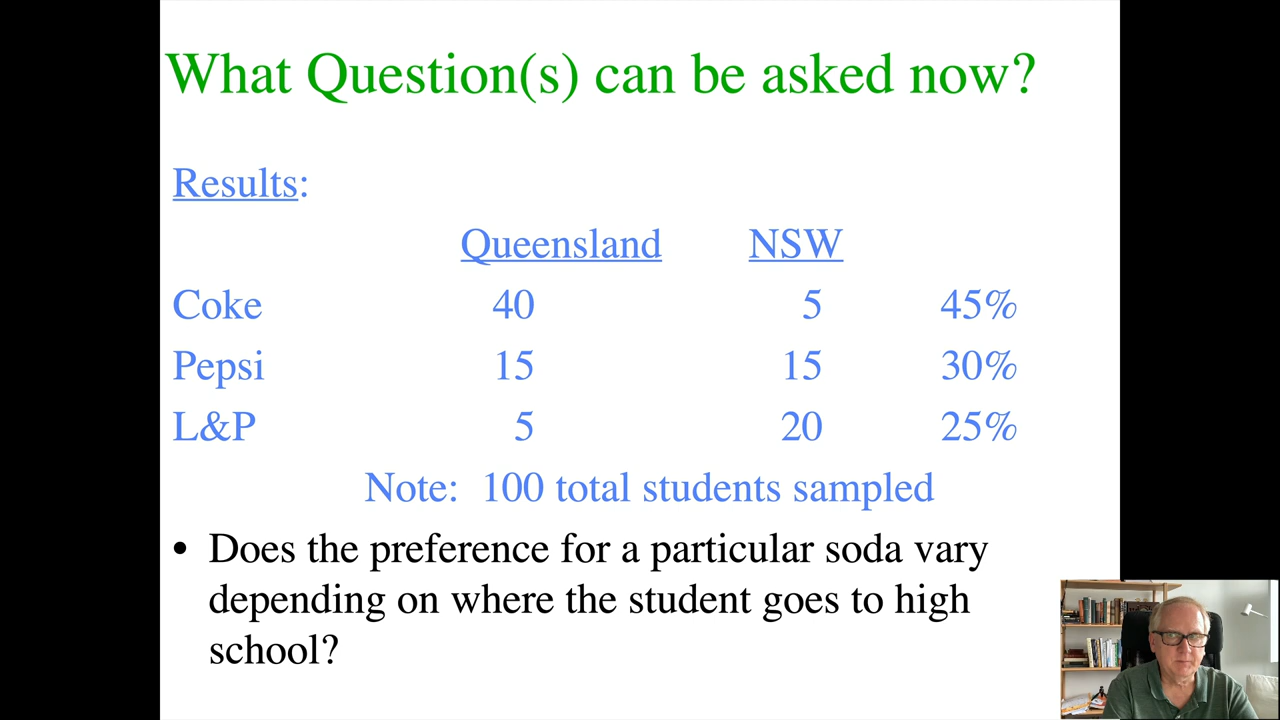 What Question(s) can be asked now?
Results:
Queensland NSW
Coke 40 5 45%
Pepsi 15 15 30%
L&P 5 20 25%
Note: 100 total students sampled
• Does the preference for a particular soda vary
depending on where the student goes to high
school?